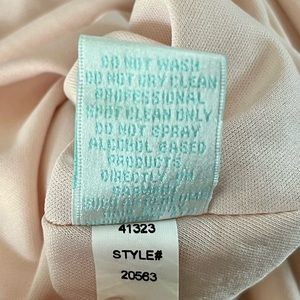 DO NOT WASH
DO NOT DRY CLEAN
PROFESSIONAL
SPOT CLEAN ONLY
DO NOT SPRAY
ALCOHOL BASED
PRODUCTS
DIRECTLY ON
GARMENT
41323
STYLE#
20563